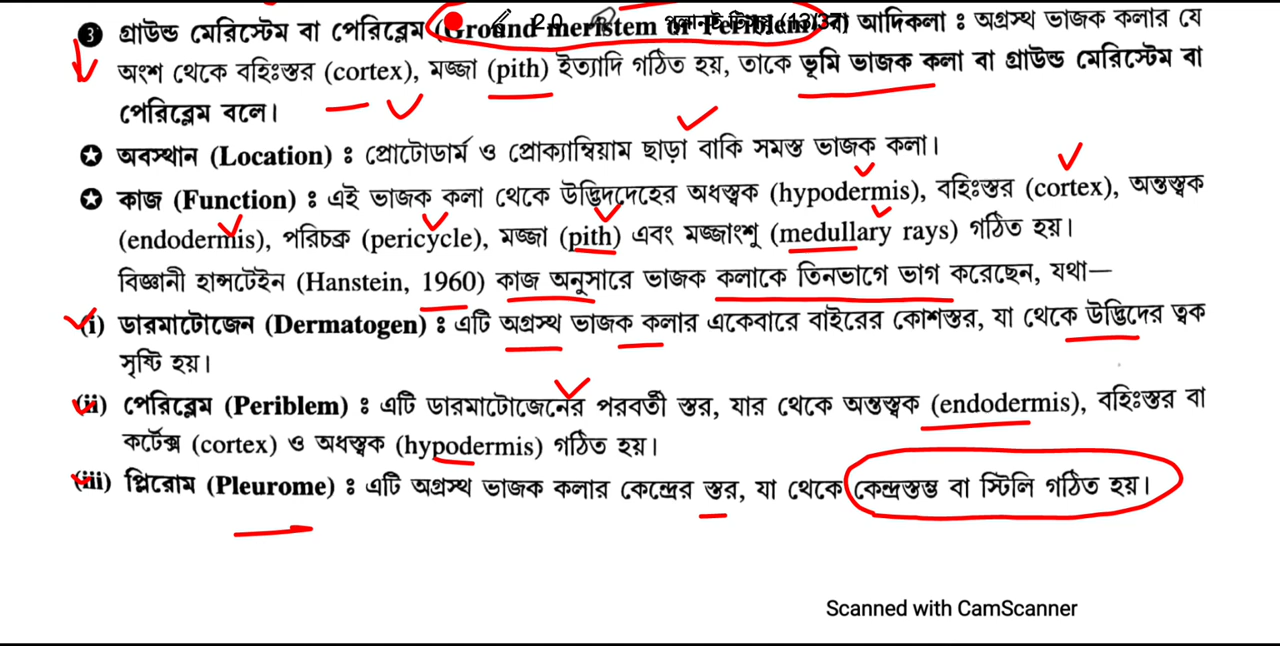 ❸ গ্রাউন্ড মেরিস্টেম বা পেরিব্লেম (Ground meristem or Periblem) বা আদিকলা : অগ্রস্থ ভাজক কলার যে
অংশ থেকে বহিঃস্তর (cortex), মজ্জা (pith) ইত্যাদি গঠিত হয়, তাকে ভূমি ভাজক কলা বা গ্রাউন্ড মেরিস্টেম বা
পেরিব্লেম বলে।
✪ অবস্থান (Location) : প্রোটোডার্ম ও প্রোক্যাম্বিয়াম ছাড়া বাকি সমস্ত ভাজক কলা।
✪ কাজ (Function) : এই ভাজক কলা থেকে উদ্ভিদদেহের অধস্ত্বক (hypodermis), বহিঃস্তর (cortex), অন্তস্ত্বক
(endodermis), পরিচক্র (pericycle), মজ্জা (pith) এবং মজ্জাংশু (medullary rays) গঠিত হয়।
বিজ্ঞানী হান্সটেইন (Hanstein, 1960) কাজ অনুসারে ভাজক কলাকে তিনভাগে ভাগ করেছেন, যথা—
(i) ডারমাটোজেন (Dermatogen) : এটি অগ্রস্থ ভাজক কলার একেবারে বাইরের কোশস্তর, যা থেকে উদ্ভিদের ত্বক
সৃষ্টি হয়।
(ii) পেরিব্লেম (Periblem) : এটি ডারমাটোজেনের পরবর্তী স্তর, যার থেকে অন্তস্ত্বক (endodermis), বহিঃস্তর বা
কর্টেক্স (cortex) ও অধস্ত্বক (hypodermis) গঠিত হয়।
(iii) প্লিরোম (Pleurome) : এটি অগ্রস্থ ভাজক কলার কেন্দ্রের স্তর, যা থেকে কেন্দ্রস্তম্ভ বা স্টিলি গঠিত হয়।
Scanned with CamScanner
2.0
(13/37)